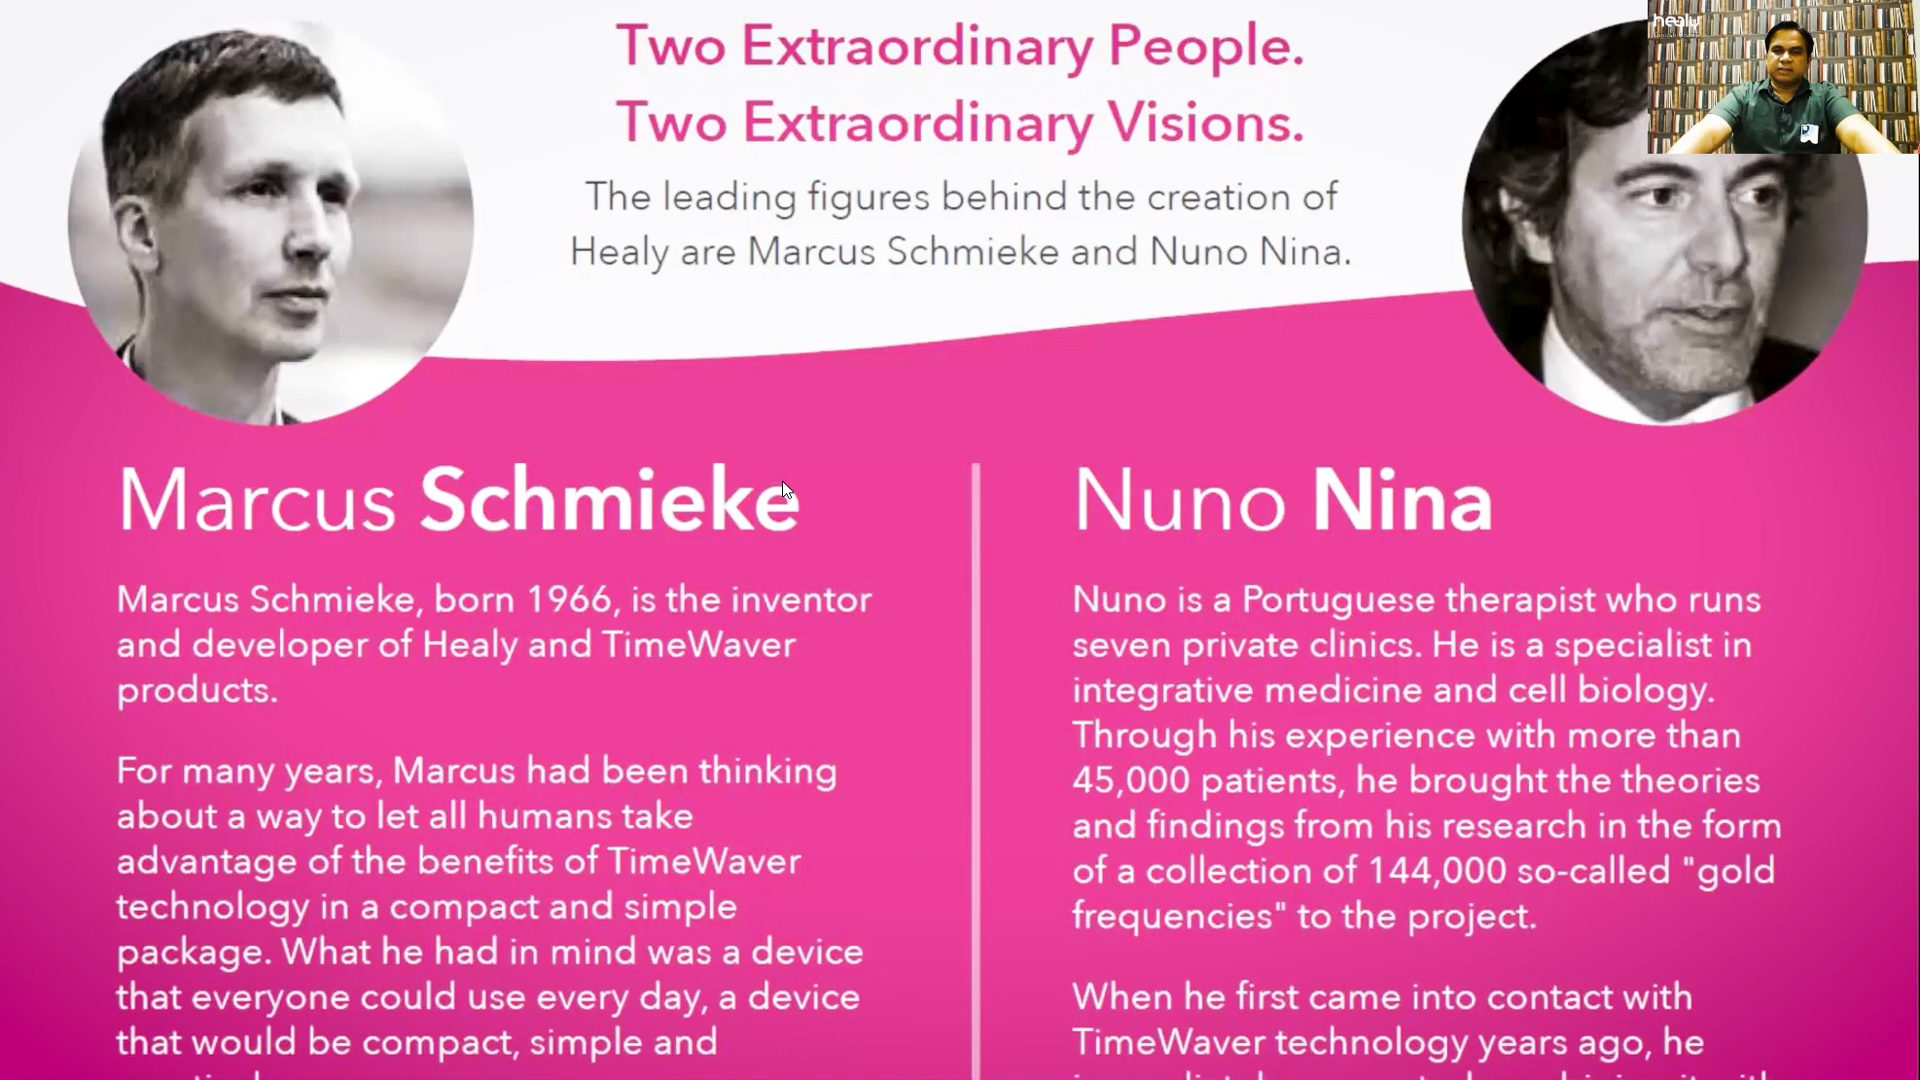 Two Extraordinary People.
Two Extraordinary Visions.
The leading figures behind the creation of
Healy are Marcus Schmieke and Nuno Nina.
healy
Marcus Schmieke
Marcus Schmieke, born 1966, is the inventor
and developer of Healy and TimeWaver
products.
For many years, Marcus had been thinking
about a way to let all humans take
advantage of the benefits of TimeWaver
technology in a compact and simple
package. What he had in mind was a device
that everyone could use every day, a device
that would be compact, simple and
Nuno Nina
Nuno is a Portuguese therapist who runs
seven private clinics. He is a specialist in
integrative medicine and cell biology.
Through his experience with more than
45,000 patients, he brought the theories
and findings from his research in the form
of a collection of 144,000 so-called "gold
frequencies" to the project.
When he first came into contact with
TimeWaver technology years ago, he